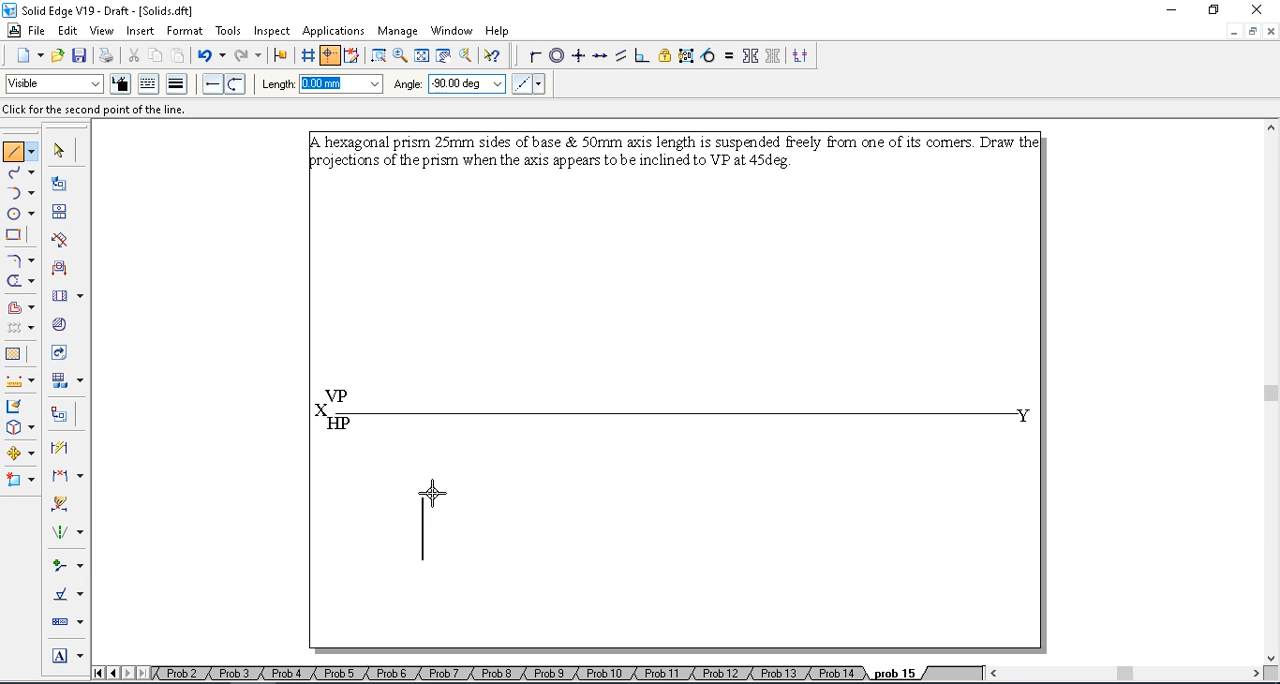 Solid Edge V19 - Draft - [Solids.dft]
File Edit View Insert Format Tools Inspect Applications Manage Window Help
Visible Length: 0.00 mm Angle: -90.00 deg
Click for the second point of the line.
A hexagonal prism 25mm sides of base & 50mm axis length is suspended freely from one of its corners. Draw the
projections of the prism when the axis appears to be inclined to VP at 45deg.
VP
X Y
HP
A
Prob 2 Prob 3 Prob 4 Prob 5 Prob 6 Prob 7 Prob 8 Prob 9 Prob 10 Prob 11 Prob 12 Prob 13 Prob 14 prob 15